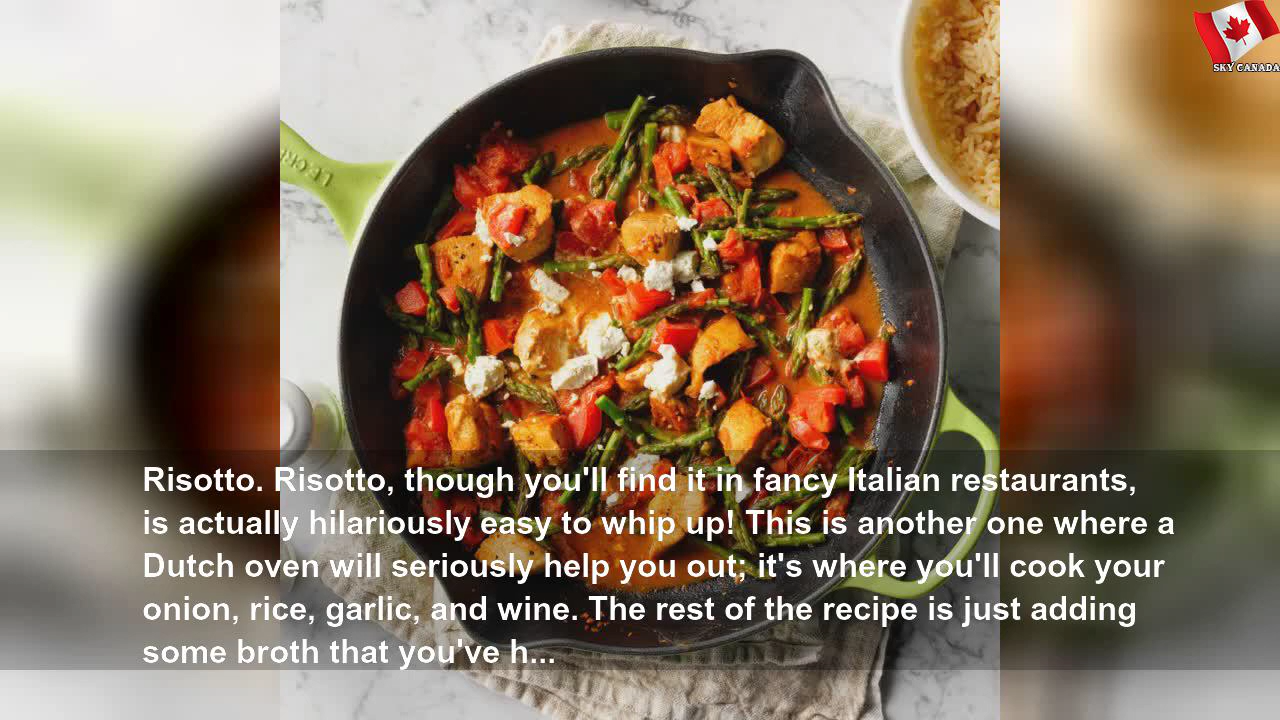 SKY CANADA
LE CRE
Risotto. Risotto, though you'll find it in fancy Italian restaurants,
is actually hilariously easy to whip up! This is another one where a
Dutch oven will seriously help you out; it's where you'll cook your
onion, rice, garlic, and wine. The rest of the recipe is just adding
some broth that you've h...